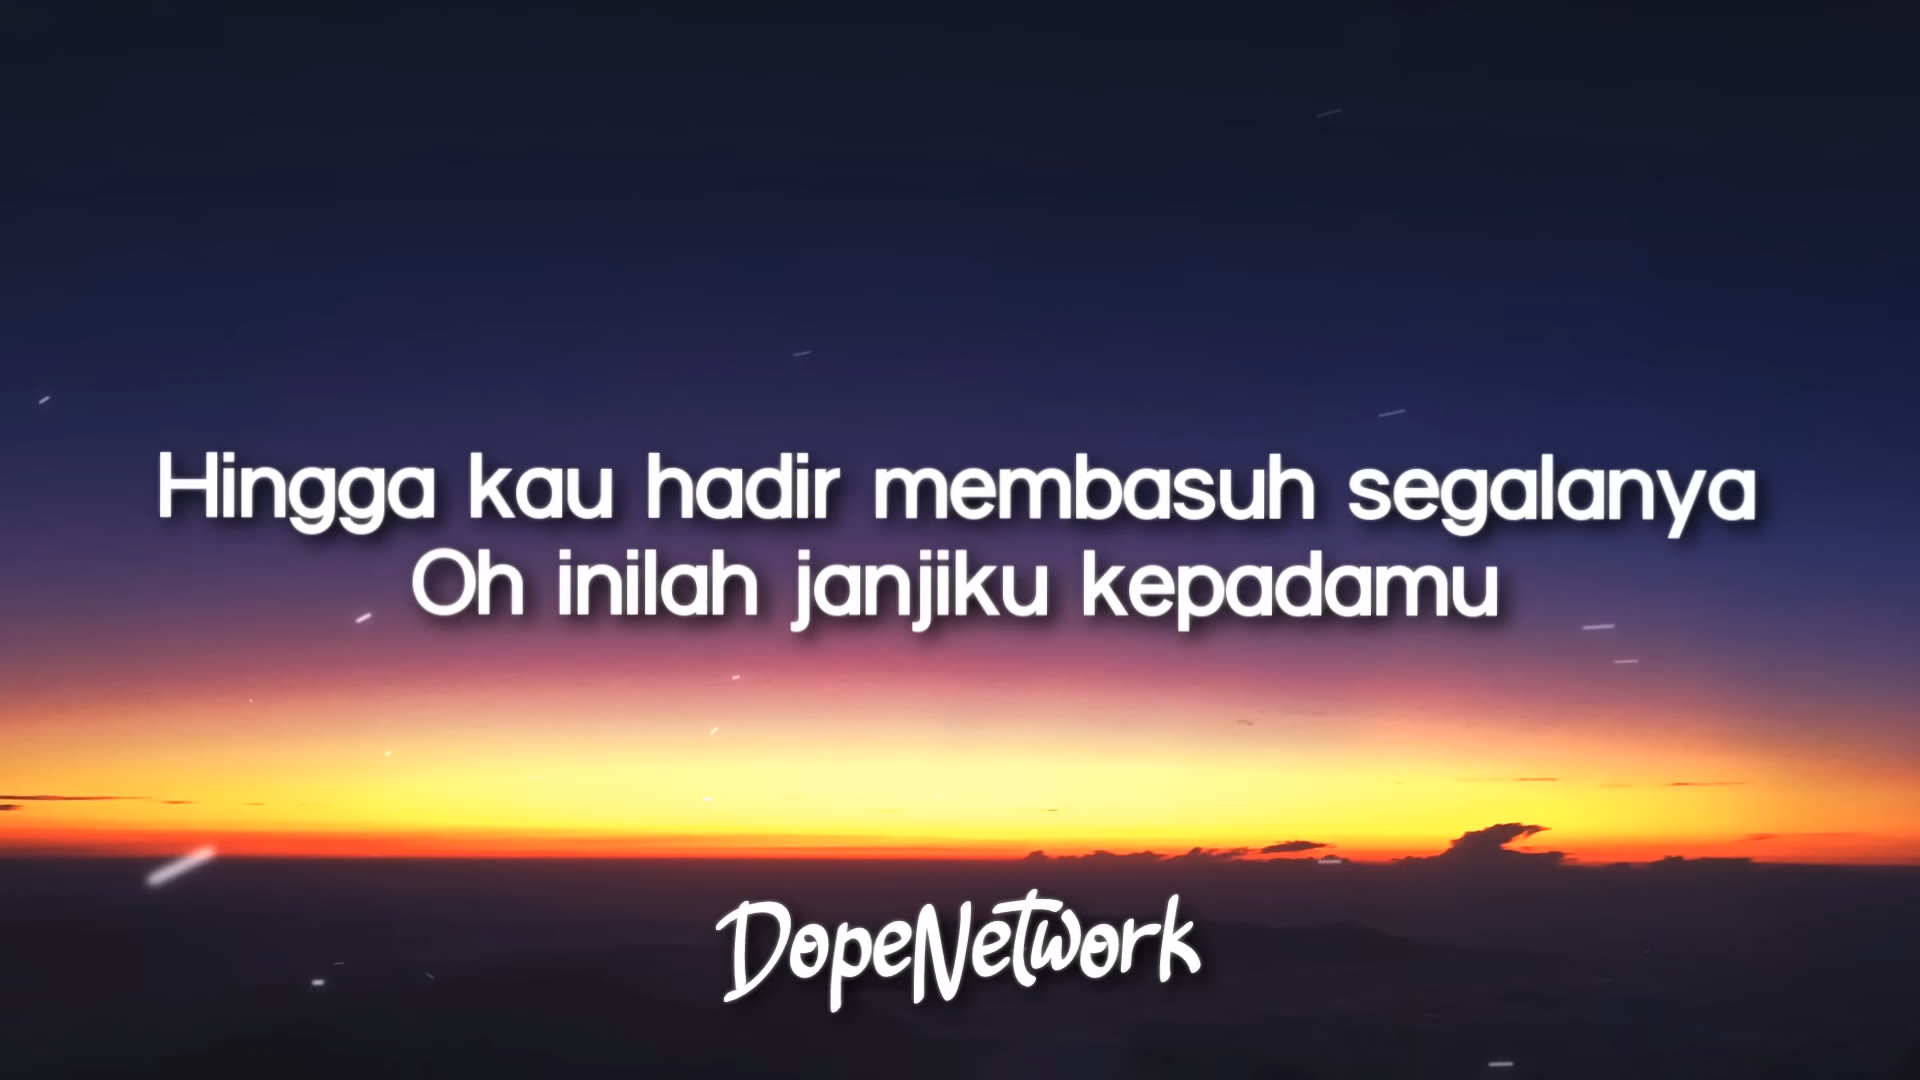 Hingga kau hadir membasuh segalanya
Oh inilah janjiku kepadamu
DopeNetwork